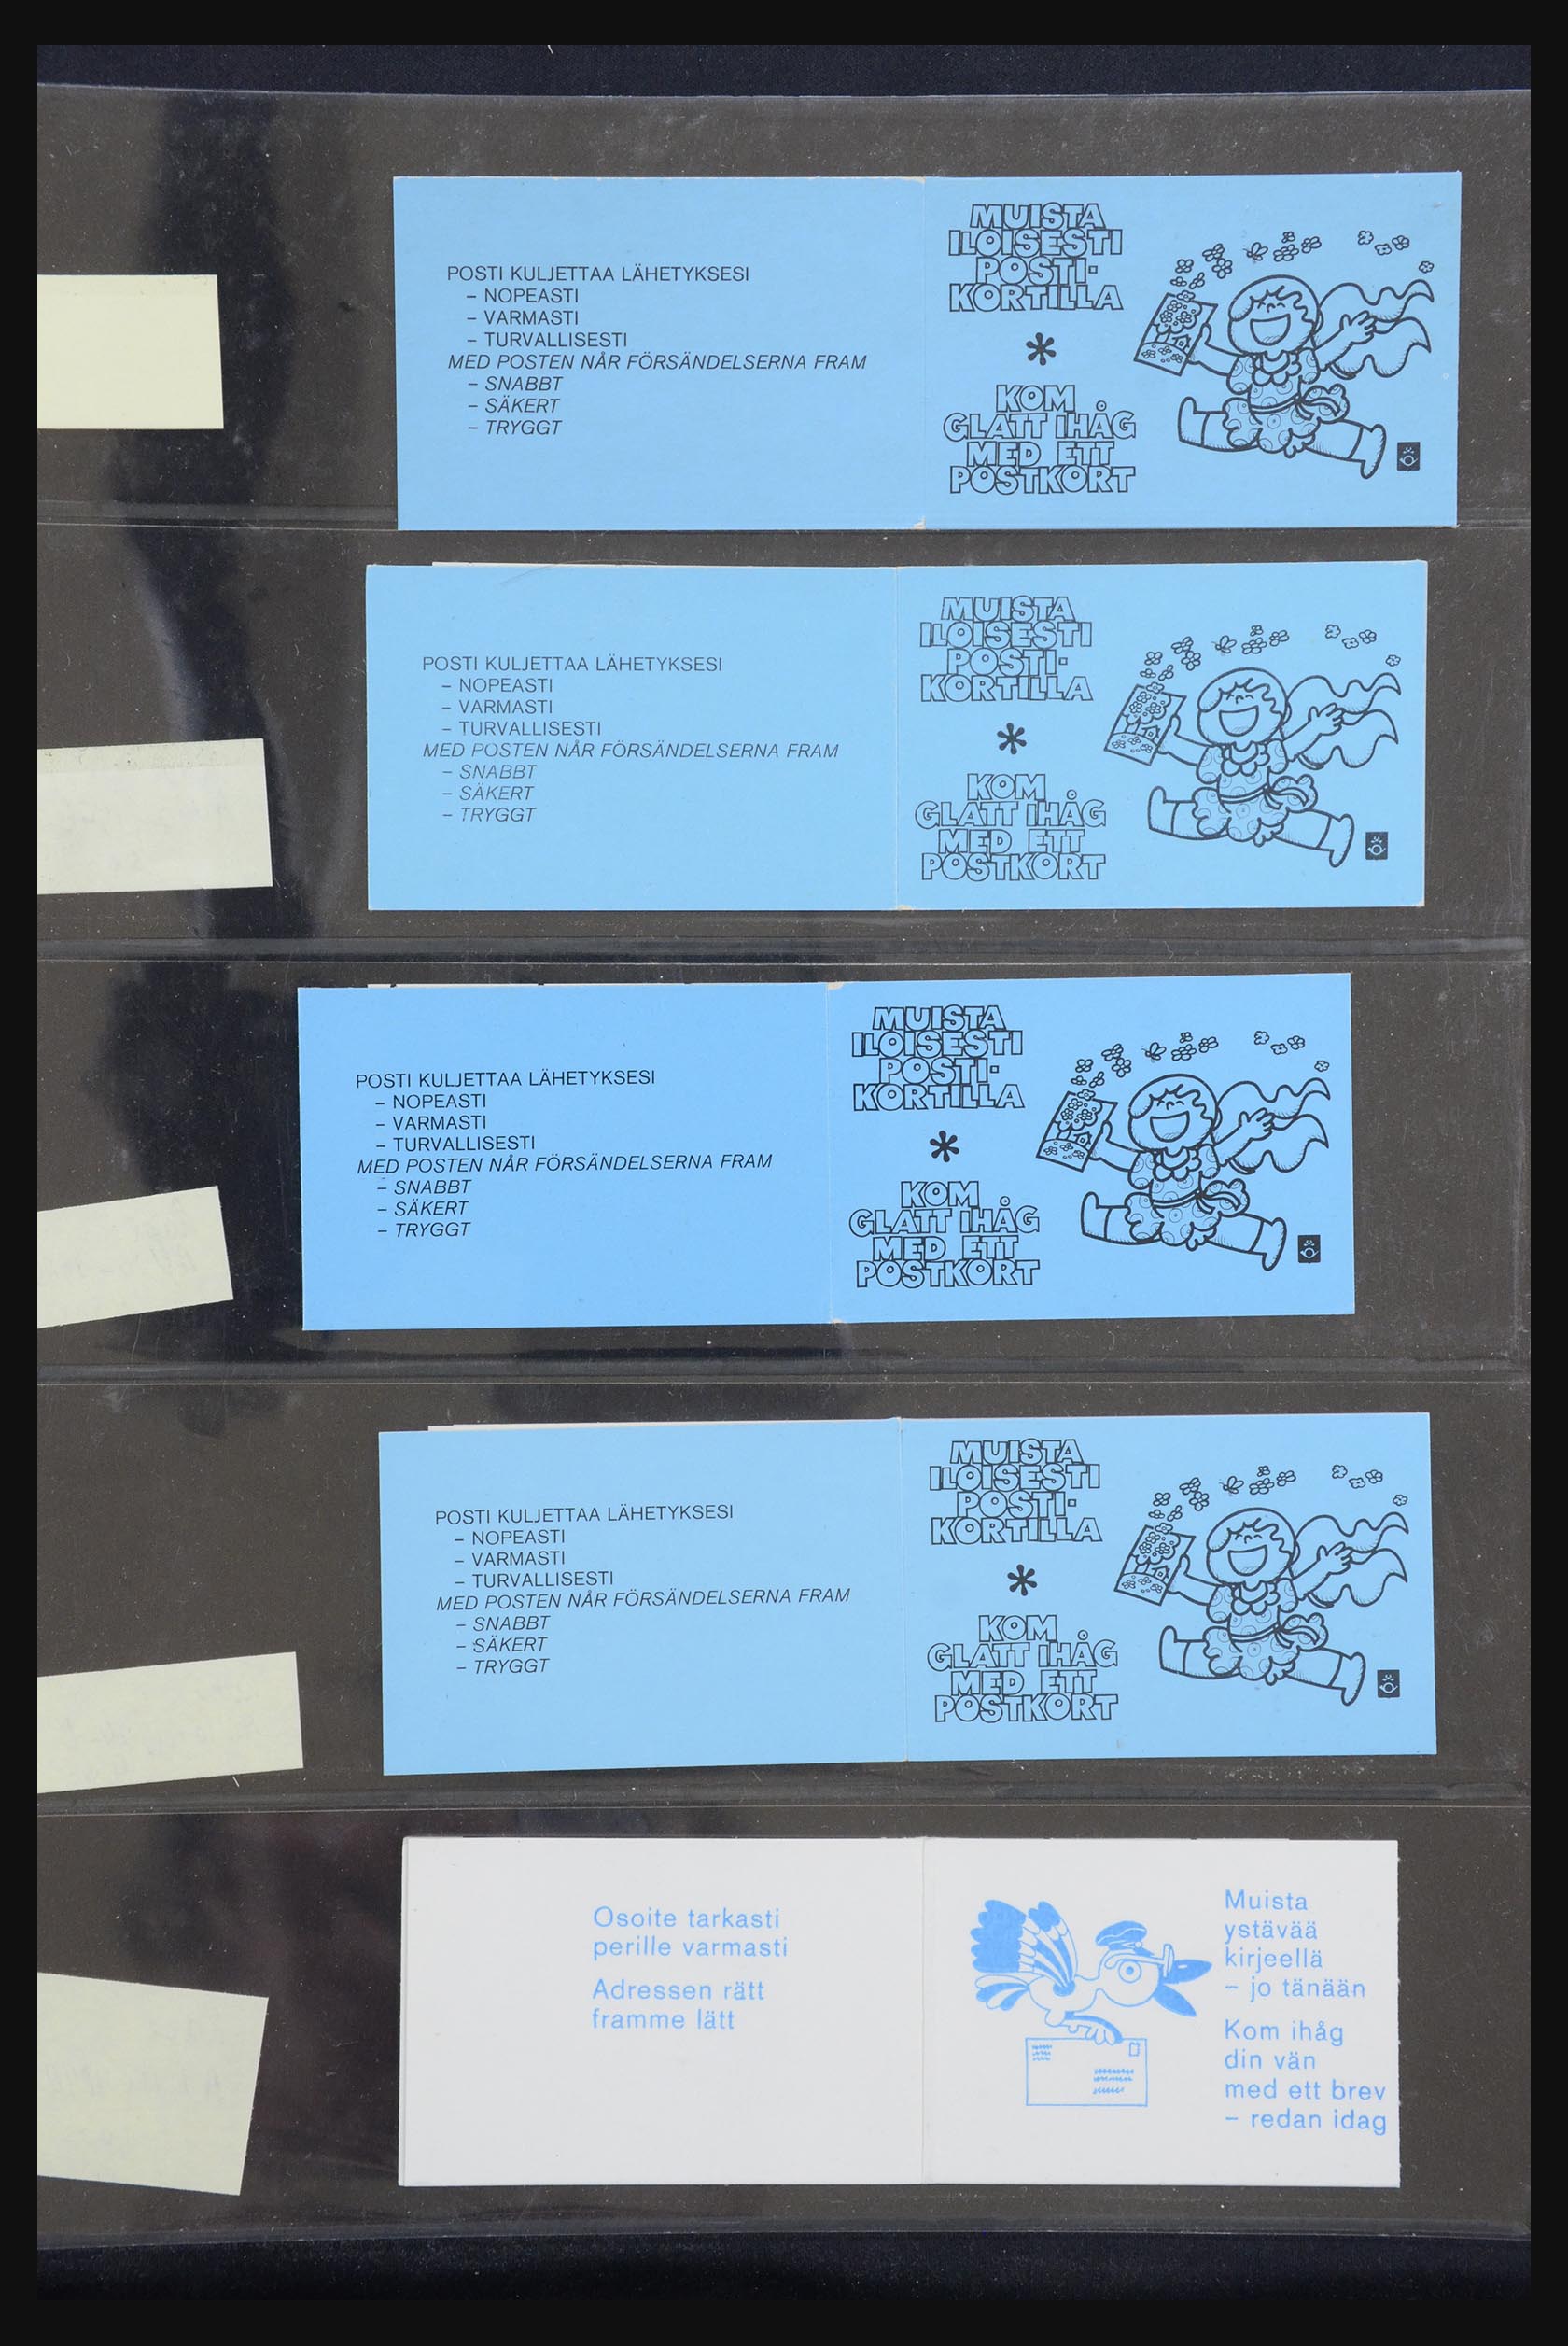 POSTI KULJETTAA LÄHETYKSESI
– NOPEASTI
– VARMASTI
– TURVALLISESTI
MED POSTEN NÅR FÖRSÄNDELSERNA FRAM
– SNABBT
– SÄKERT
– TRYGGT
MUISTA
ILOISESTI
POSTI-
KORTILLA
*
KOM
GLATT IHÅG
MED ETT
POSTKORT
POSTI KULJETTAA LÄHETYKSESI
– NOPEASTI
– VARMASTI
– TURVALLISESTI
MED POSTEN NÅR FÖRSÄNDELSERNA FRAM
– SNABBT
– SÄKERT
– TRYGGT
MUISTA
ILOISESTI
POSTI-
KORTILLA
*
KOM
GLATT IHÅG
MED ETT
POSTKORT
POSTI KULJETTAA LÄHETYKSESI
– NOPEASTI
– VARMASTI
– TURVALLISESTI
MED POSTEN NÅR FÖRSÄNDELSERNA FRAM
– SNABBT
– SÄKERT
– TRYGGT
MUISTA
ILOISESTI
POSTI-
KORTILLA
*
KOM
GLATT IHÅG
MED ETT
POSTKORT
POSTI KULJETTAA LÄHETYKSESI
– NOPEASTI
– VARMASTI
– TURVALLISESTI
MED POSTEN NÅR FÖRSÄNDELSERNA FRAM
– SNABBT
– SÄKERT
– TRYGGT
MUISTA
ILOISESTI
POSTI-
KORTILLA
*
KOM
GLATT IHÅG
MED ETT
POSTKORT
Osoite tarkasti
perille varmasti
Adressen rätt
framme lätt
Muista
ystävää
kirjeellä
– jo tänään
Kom ihåg
din vän
med ett brev
– redan idag